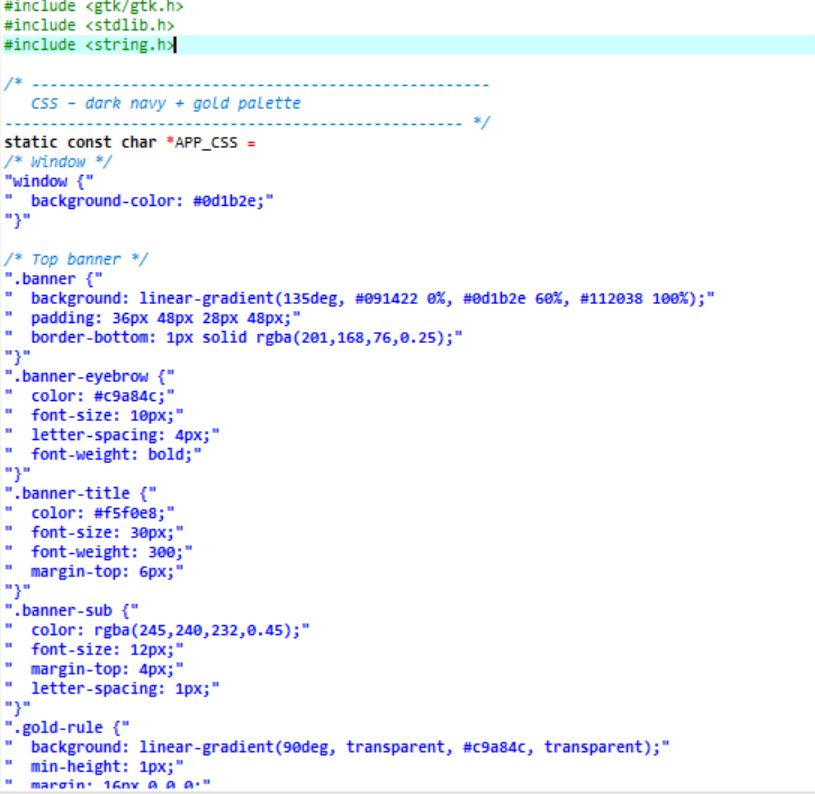 #include <gtk/gtk.h>
#include <stdlib.h>
#include <string.h>
/* ---------------------------------------------------
   CSS – dark navy + gold palette
--------------------------------------------------- */
static const char *APP_CSS =
/* Window */
"window {"
"  background-color: #0d1b2e;"
"}"
/* Top banner */
".banner {"
"  background: linear-gradient(135deg, #091422 0%, #0d1b2e 60%, #112038 100%);"
"  padding: 36px 48px 28px 48px;"
"  border-bottom: 1px solid rgba(201,168,76,0.25);"
"}"
".banner-eyebrow {"
"  color: #c9a84c;"
"  font-size: 10px;"
"  letter-spacing: 4px;"
"  font-weight: bold;"
"}"
".banner-title {"
"  color: #f5f0e8;"
"  font-size: 30px;"
"  font-weight: 300;"
"  margin-top: 6px;"
"}"
".banner-sub {"
"  color: rgba(245,240,232,0.45);"
"  font-size: 12px;"
"  margin-top: 4px;"
"  letter-spacing: 1px;"
"}"
".gold-rule {"
"  background: linear-gradient(90deg, transparent, #c9a84c, transparent);"
"  min-height: 1px;"
"  margin: 16px 0 0 0;"